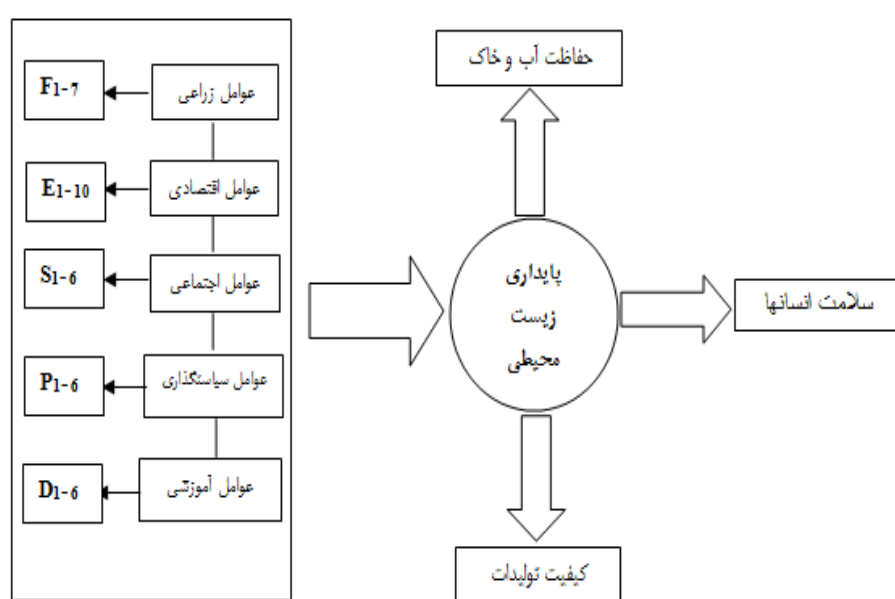 حفاظت آب و خاک
عوامل زراعی
F1-7
عوامل اقتصادی
E1-10
عوامل اجتماعی
S1-6
عوامل سیاستگذاری
P1-6
عوامل آموزشی
D1-6
پایداری
زیست
محیطی
سلامت انسانها
کیفیت تولیدات